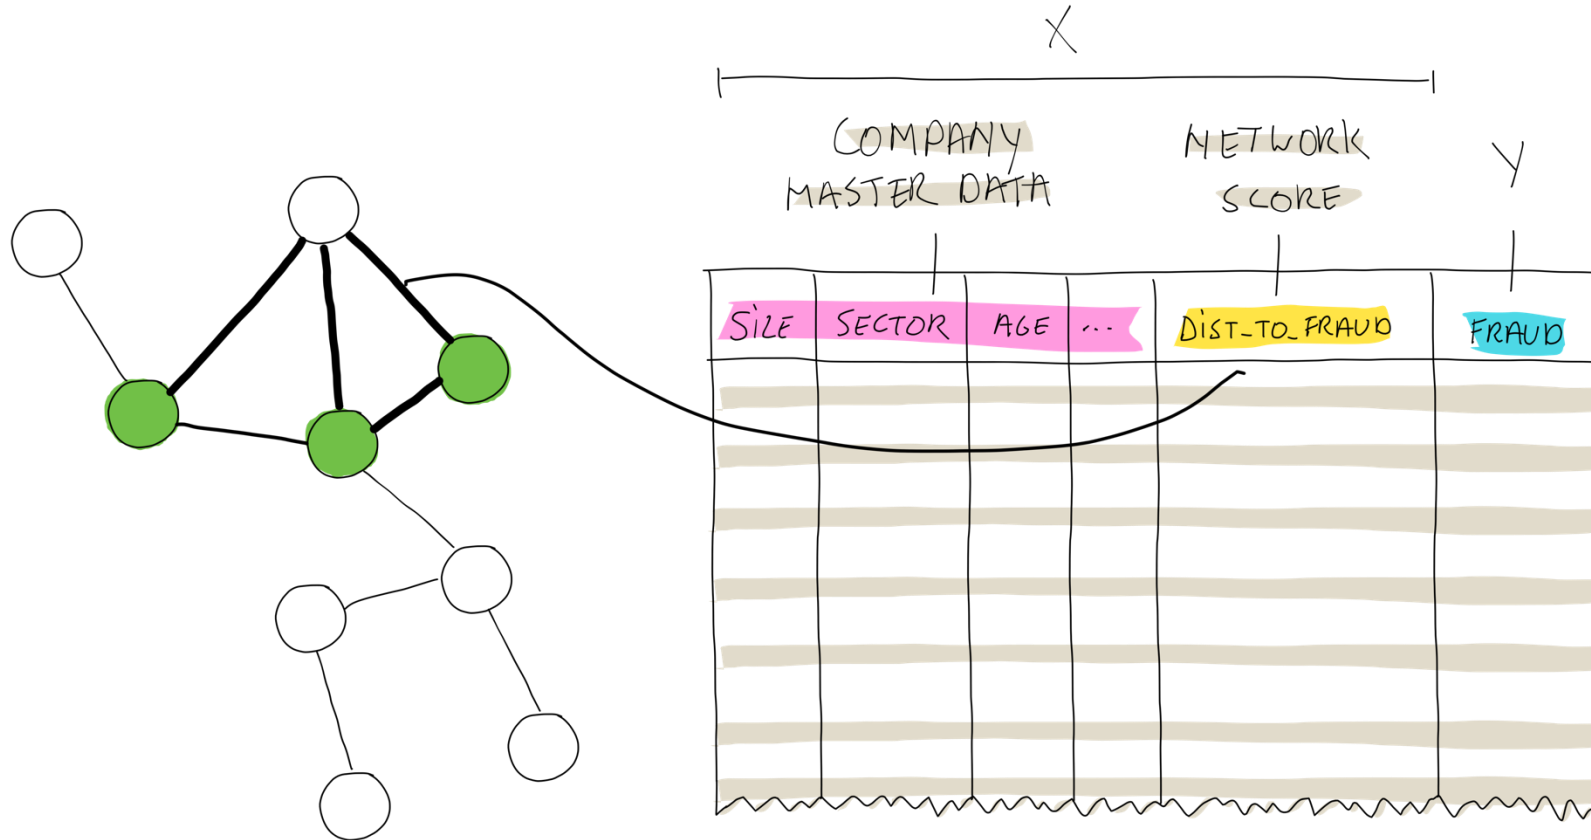 X
COMPANY
MASTER DATA
NETWORK
SCORE
Y
SIZE
SECTOR
AGE
...
DIST_TO_FRAUD
FRAUD